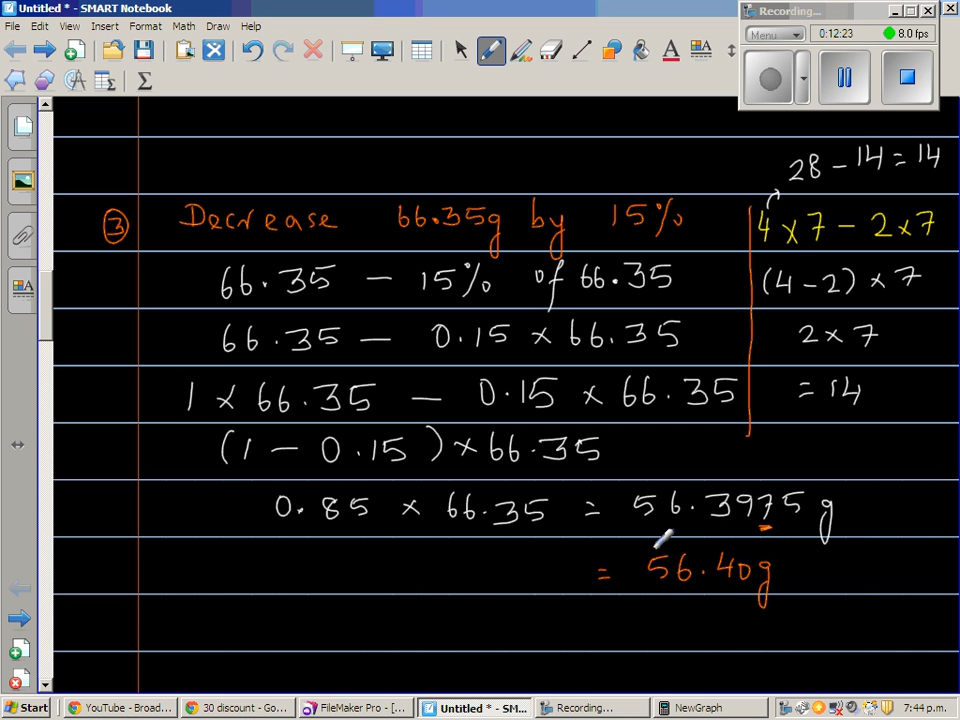 Untitled * - SMART Notebook
File Edit View Insert Format Math Draw Help
Recording...
Menu 0:12:23 8.0 fps
28 - 14 = 14
③ Decrease 66.35g by 15%
4 x 7 - 2 x 7
66.35 - 15% of 66.35
(4 - 2) x 7
66.35 - 0.15 x 66.35
2 x 7
1 x 66.35 - 0.15 x 66.35
= 14
(1 - 0.15) x 66.35
0.85 x 66.35 = 56.3975 g
= 56.40g
Start YouTube - Broad... 30 discount - Go... FileMaker Pro - [... Untitled * - SM... Recording... NewGraph 7:44 p.m.